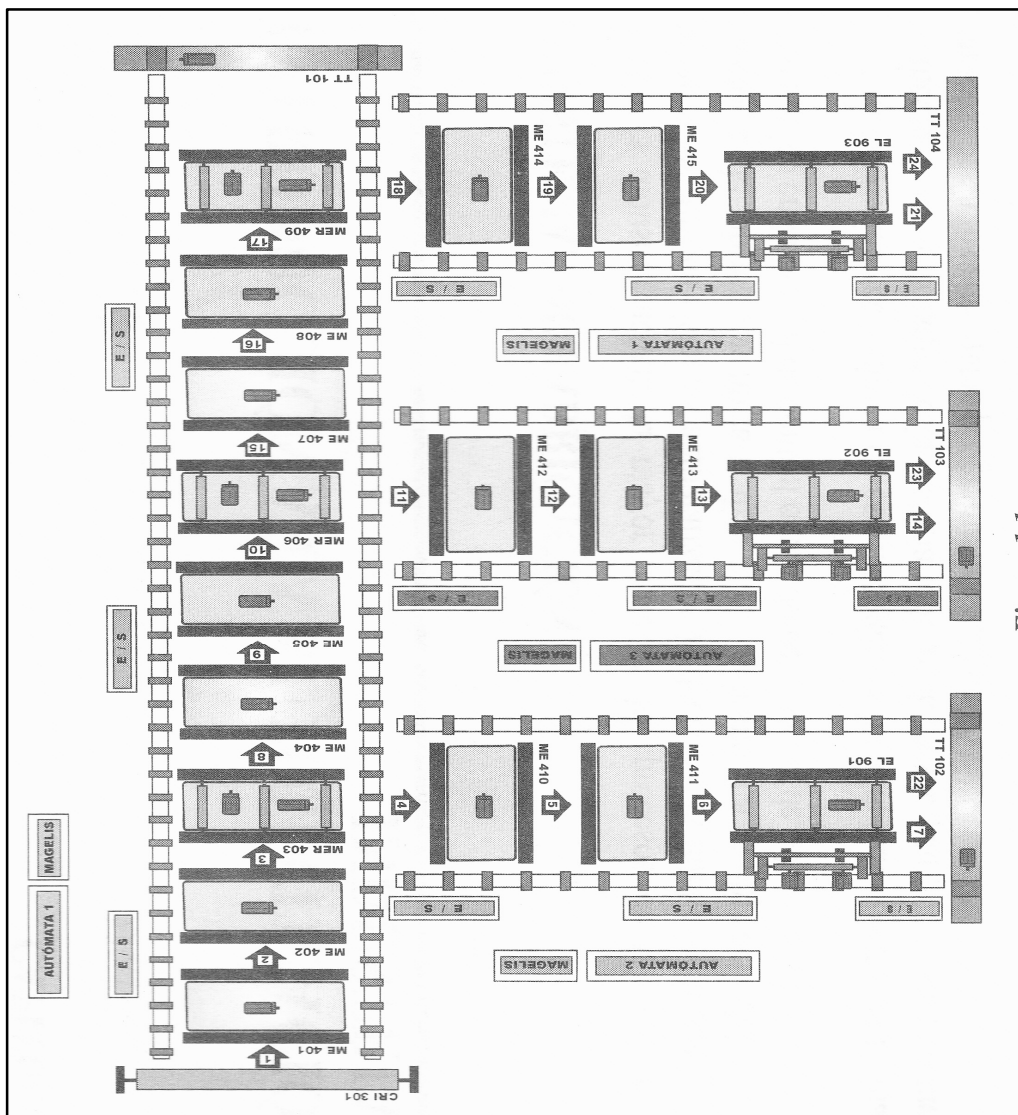 TT 101
TT 104
ME 414
ME 415
EL 903
24
18
19
20
21
MER 409
17
E / S
E / S
E / S
E / S
ME 408
16
MAGELIS
AUTÓMATA 1
ME 407
15
TT 103
ME 412
ME 413
EL 902
23
11
12
13
14
MER 406
10
E / S
E / S
E / S
E / S
ME 405
9
MAGELIS
AUTÓMATA 3
ME 404
8
TT 102
ME 410
ME 411
EL 901
22
4
5
6
7
MER 403
3
MAGELIS
E / S
E / S
E / S
AUTÓMATA 1
E / S
ME 402
2
MAGELIS
AUTÓMATA 2
ME 401
1
CRI 301